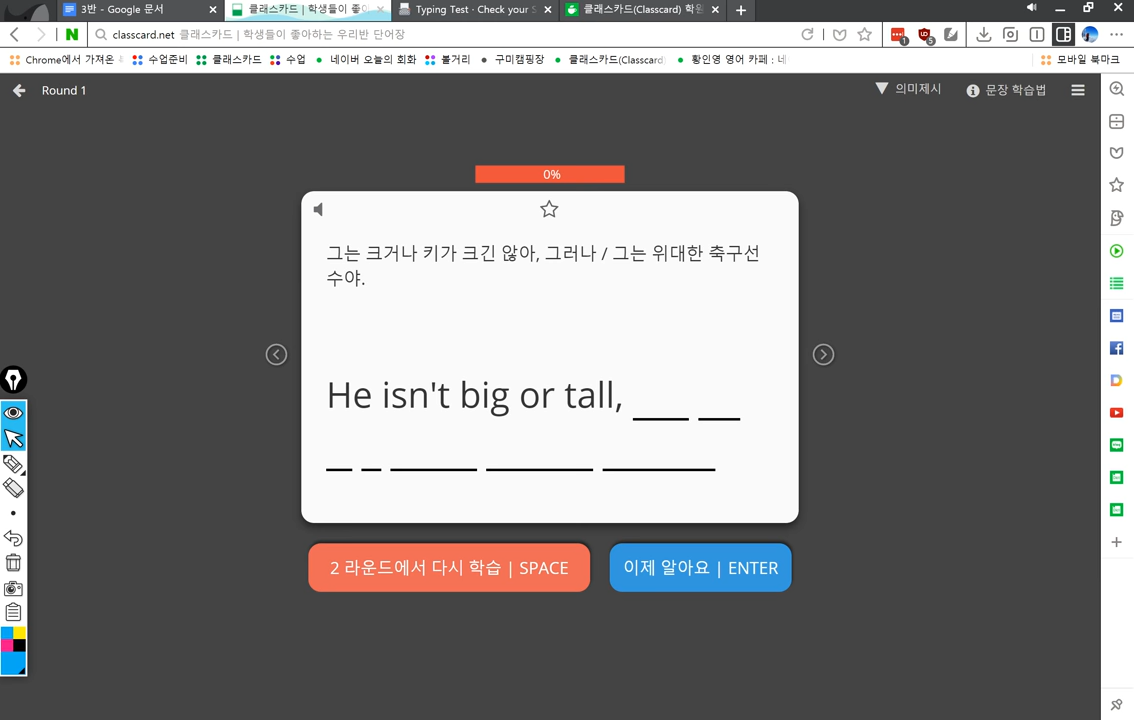 3반 - Google 문서
클래스카드 | 학생들이 좋아
Typing Test · Check your S
클래스카드(Classcard) 학원
N
classcard.net 클래스카드 | 학생들이 좋아하는 우리반 단어장
1
5
Chrome에서 가져온
수업준비
클래스카드
수업
네이버 오늘의 회화
볼거리
구미캠핑장
클래스카드(Classcard)
황인영 영어 카페 : 네
모바일 북마크
Round 1
의미제시
문장 학습법
0%
그는 크거나 키가 크긴 않아, 그러나 / 그는 위대한 축구선
수야.
He isn't big or tall, ____ ___
__ _ ______ ________ ________
2 라운드에서 다시 학습 | SPACE
이제 알아요 | ENTER